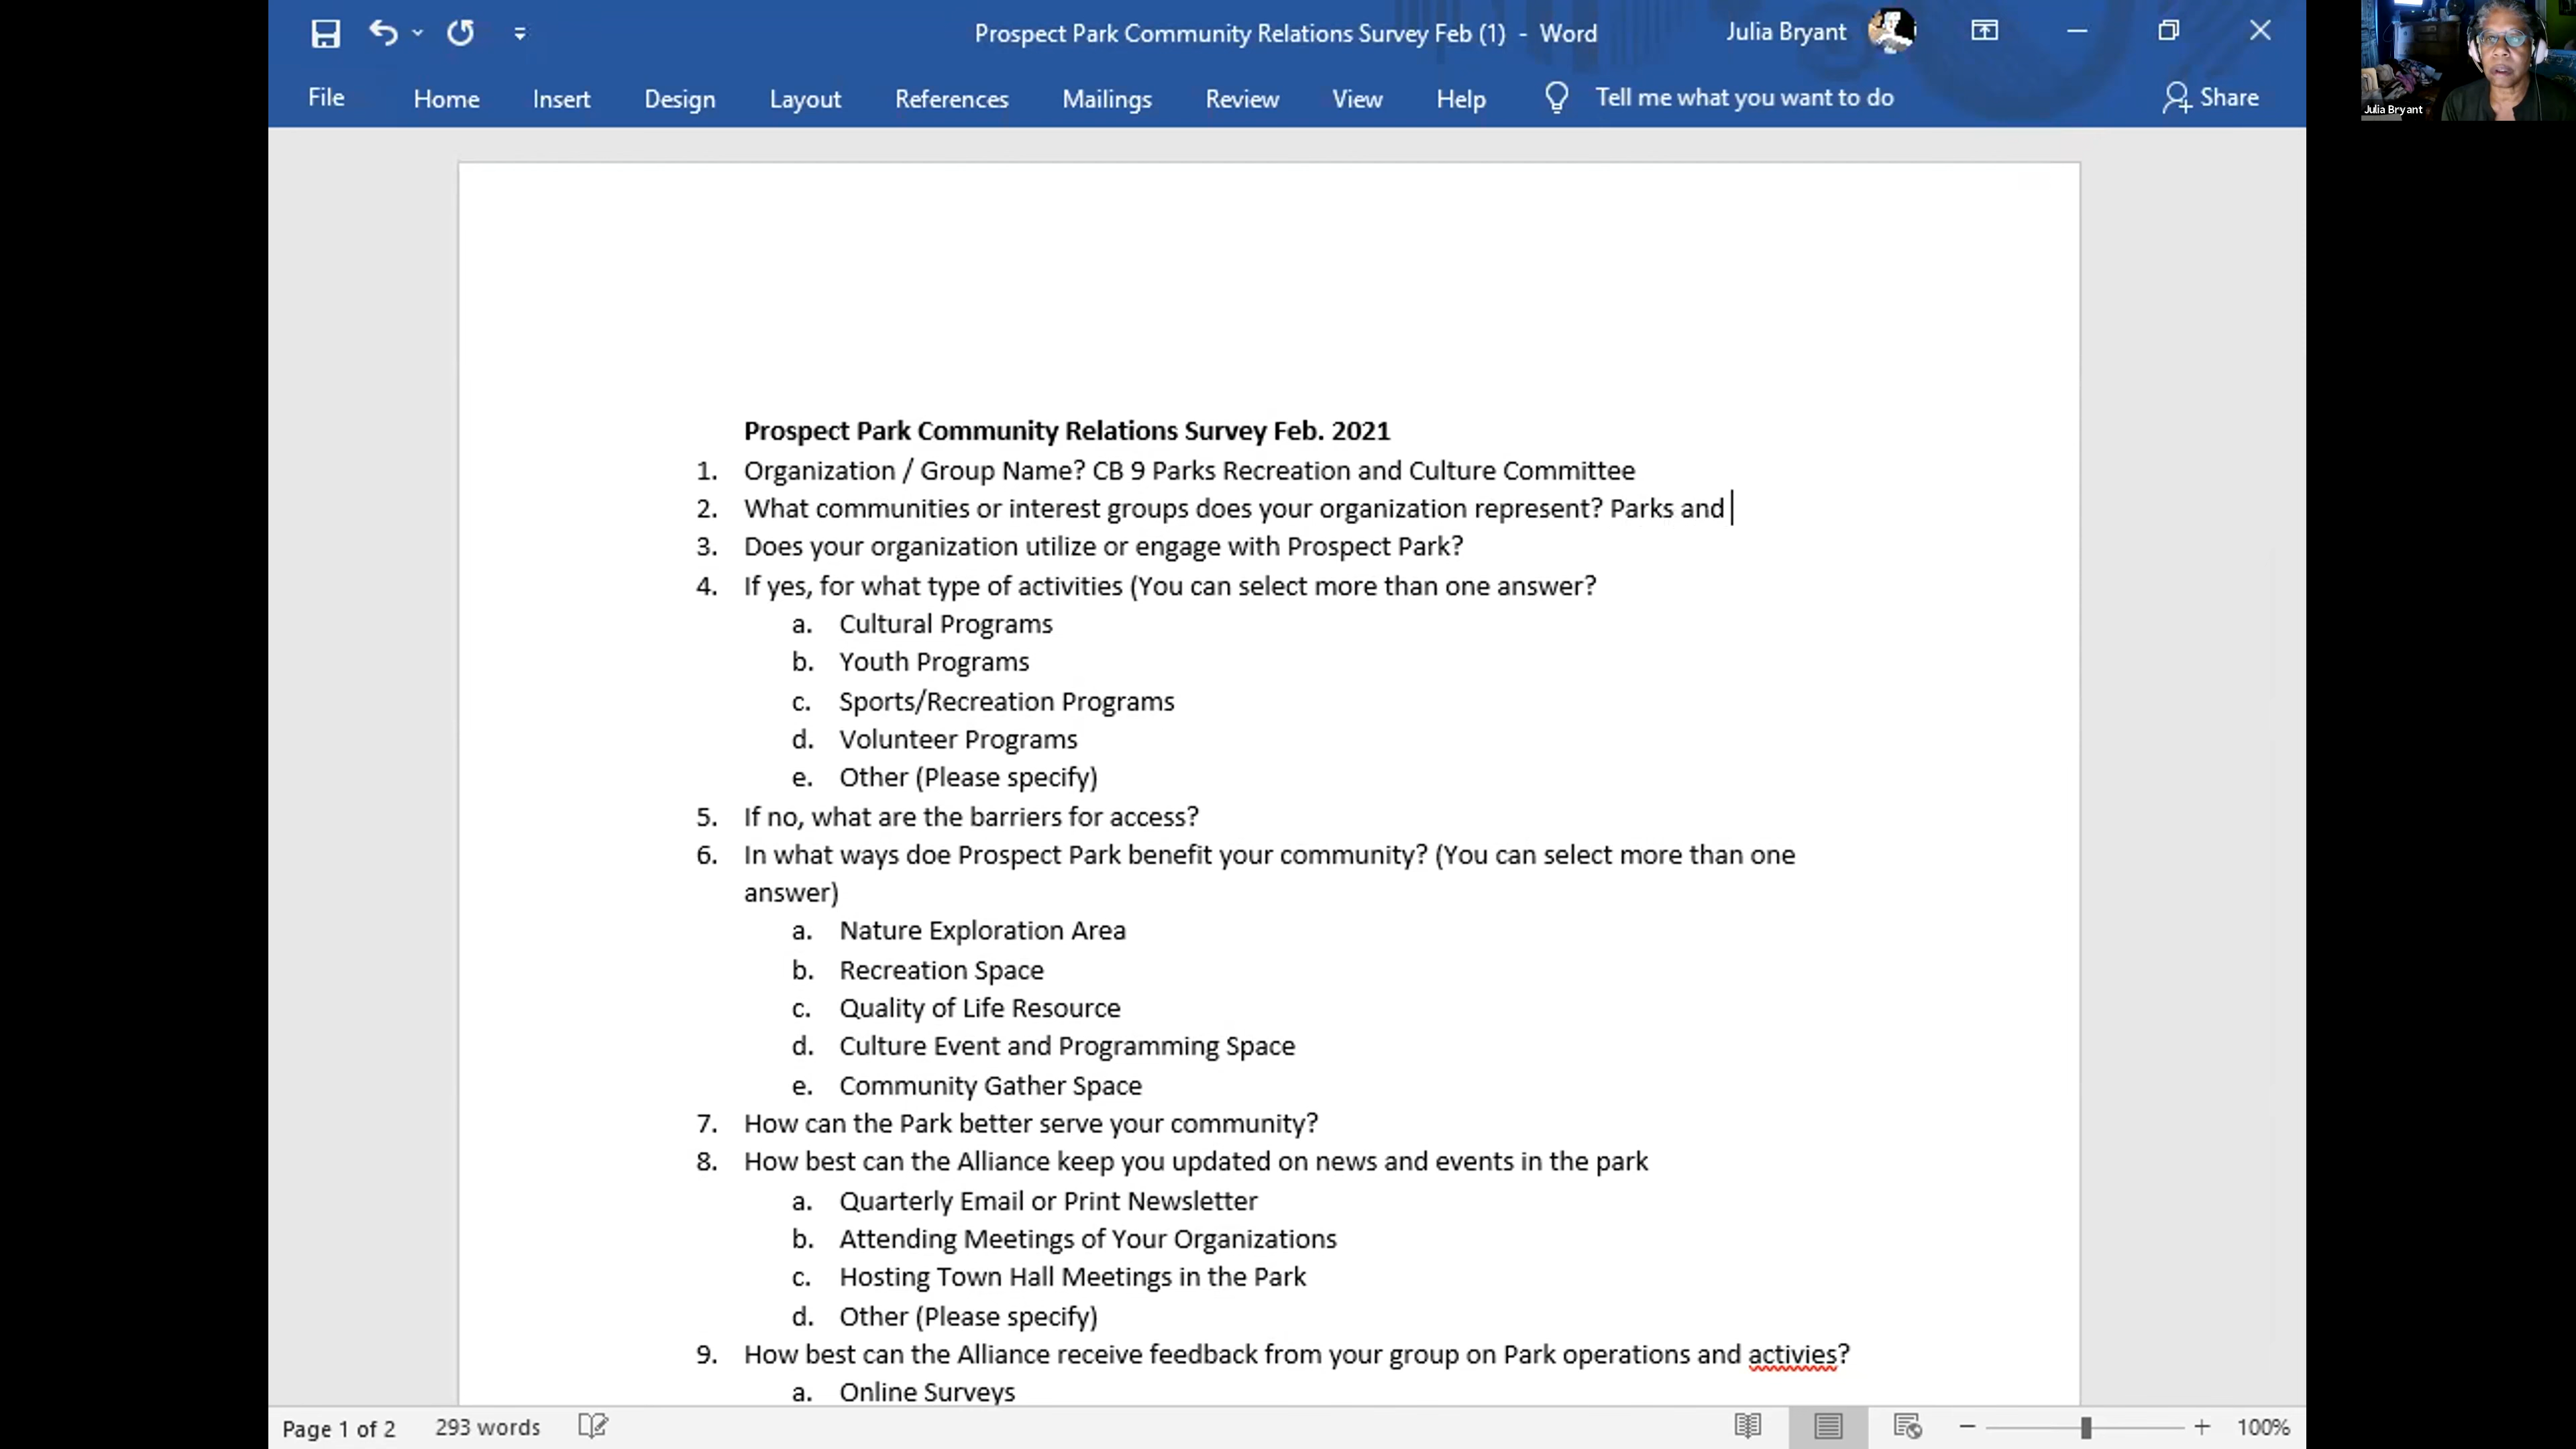 Prospect Park Community Relations Survey Feb (1) - Word
Julia Bryant
File Home Insert Design Layout References Mailings Review View Help Tell me what you want to do Share
Julia Bryant
Prospect Park Community Relations Survey Feb. 2021
1. Organization / Group Name? CB 9 Parks Recreation and Culture Committee
2. What communities or interest groups does your organization represent? Parks and
3. Does your organization utilize or engage with Prospect Park?
4. If yes, for what type of activities (You can select more than one answer?
a. Cultural Programs
b. Youth Programs
c. Sports/Recreation Programs
d. Volunteer Programs
e. Other (Please specify)
5. If no, what are the barriers for access?
6. In what ways doe Prospect Park benefit your community? (You can select more than one
answer)
a. Nature Exploration Area
b. Recreation Space
c. Quality of Life Resource
d. Culture Event and Programming Space
e. Community Gather Space
7. How can the Park better serve your community?
8. How best can the Alliance keep you updated on news and events in the park
a. Quarterly Email or Print Newsletter
b. Attending Meetings of Your Organizations
c. Hosting Town Hall Meetings in the Park
d. Other (Please specify)
9. How best can the Alliance receive feedback from your group on Park operations and activies?
a. Online Surveys
Page 1 of 2 293 words 100%